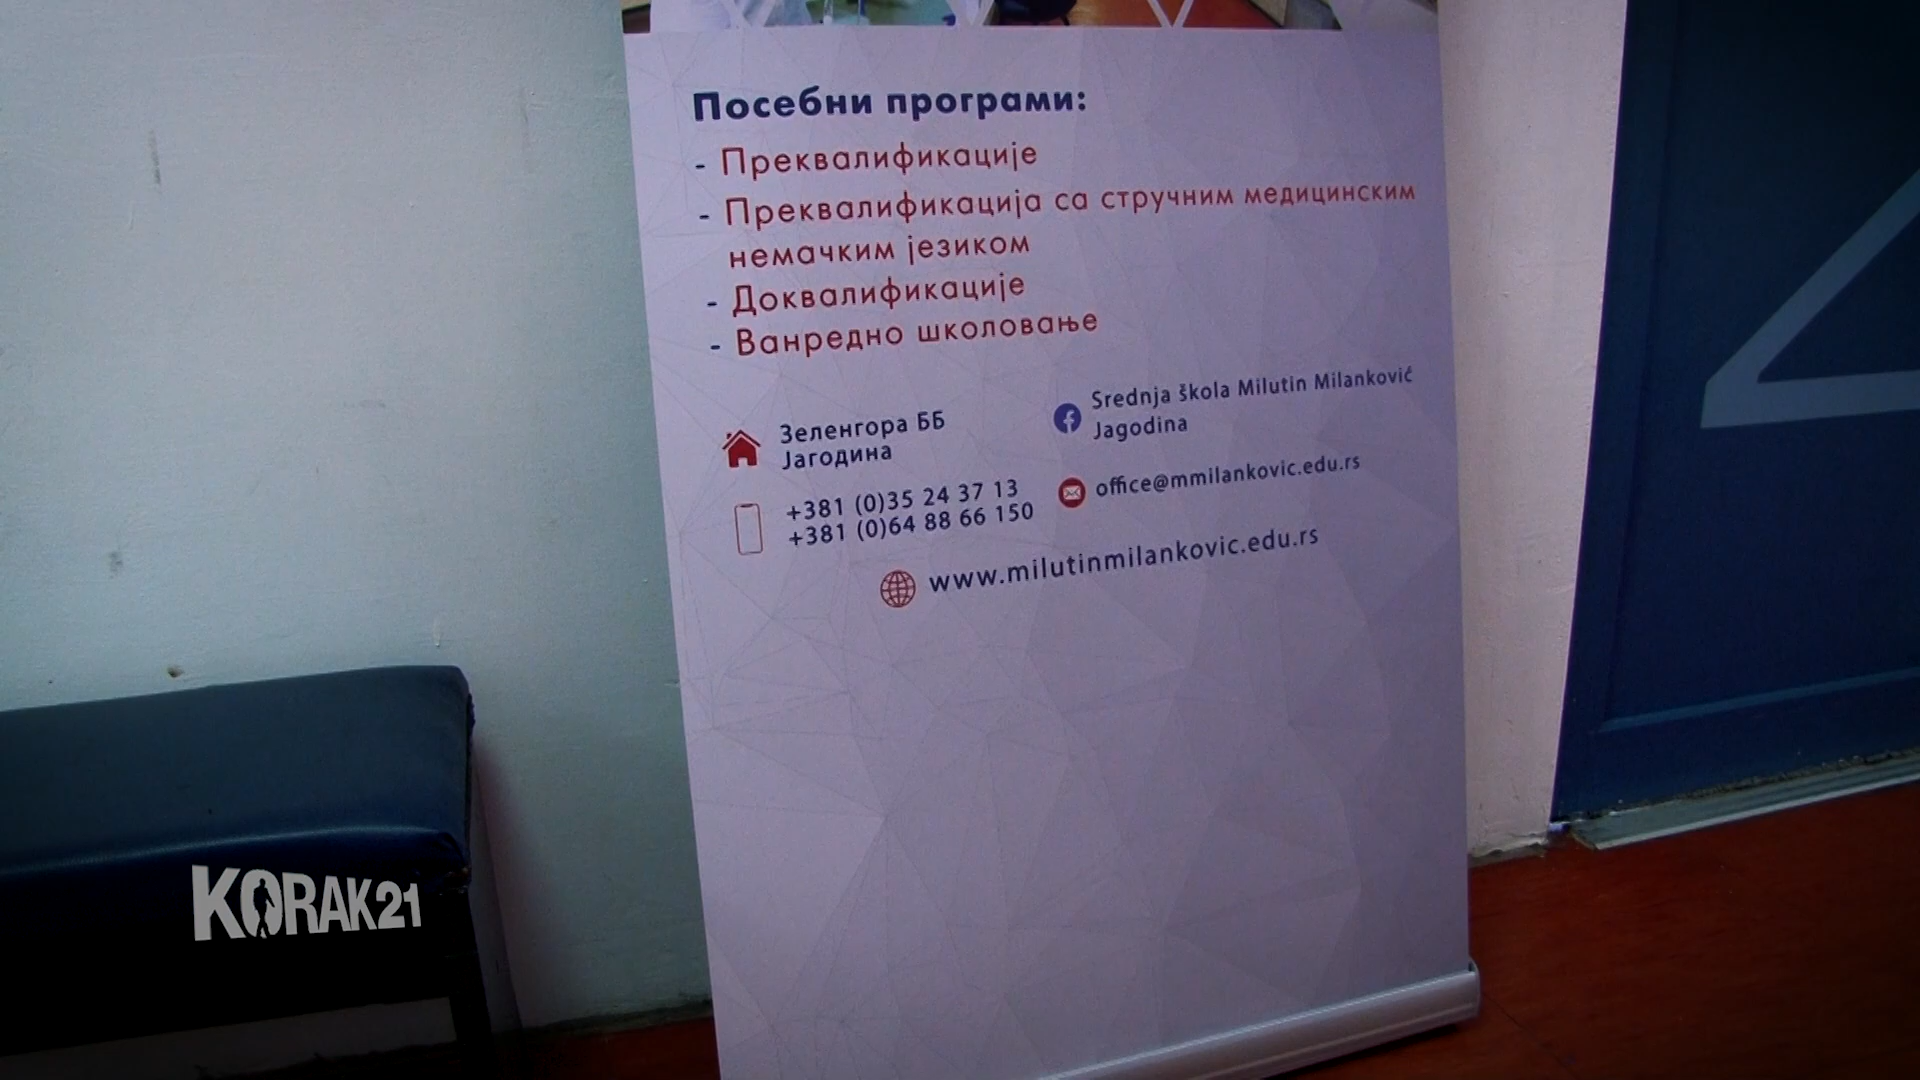 Посебни програми:
- Преквалификације
- Преквалификација са стручним медицинским
немачким језиком
- Доквалификације
- Ванредно школовање
Зеленгора ББ
Јагодина
+381 (0)35 24 37 13
+381 (0)64 88 66 150
Srednja škola Milutin Milanković
Jagodina
office@mmilankovic.edu.rs
www.milutinmilankovic.edu.rs
KORAK21